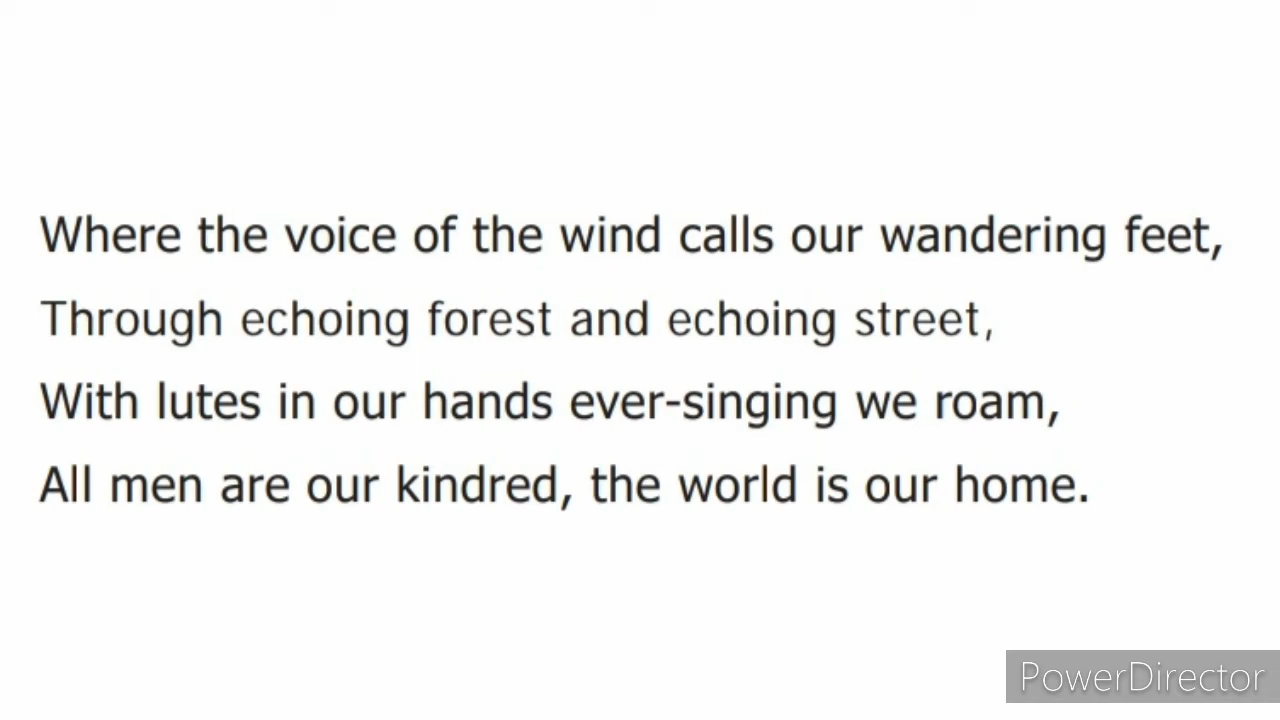 Where the voice of the wind calls our wandering feet,
Through echoing forest and echoing street,
With lutes in our hands ever-singing we roam,
All men are our kindred, the world is our home.
PowerDirector